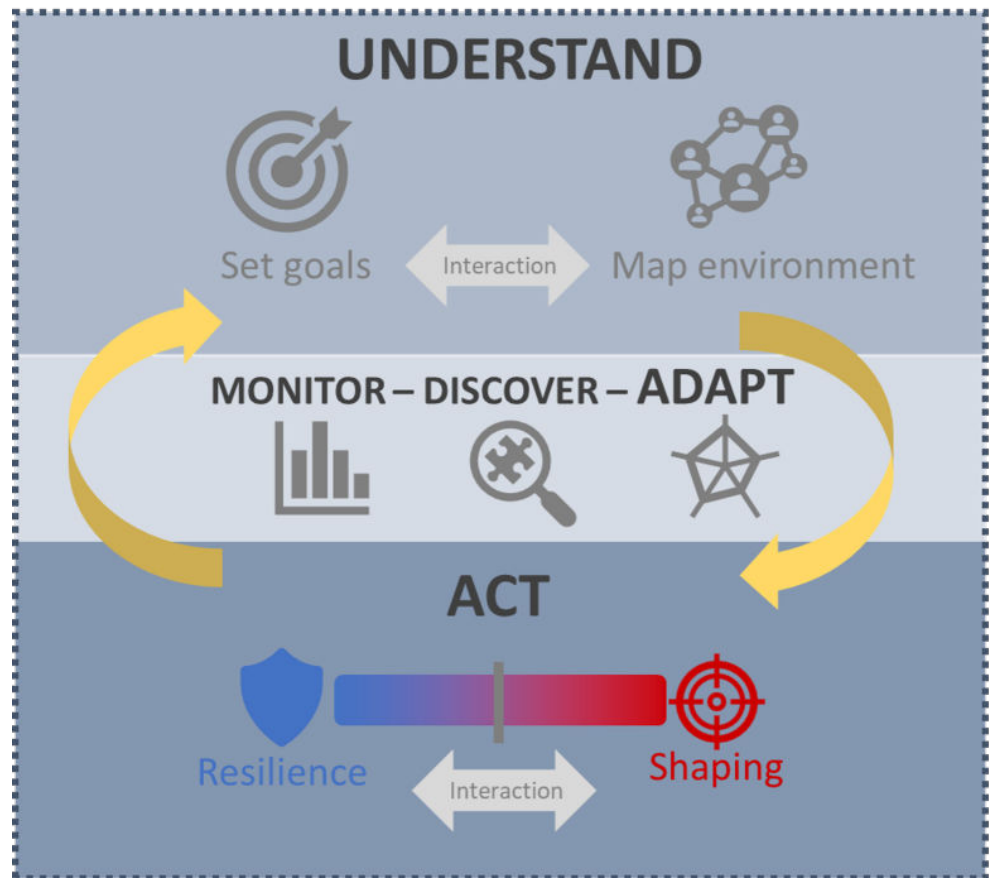 UNDERSTAND
Set goals
Interaction
Map environment
MONITOR – DISCOVER – ADAPT
ACT
Resilience
Interaction
Shaping